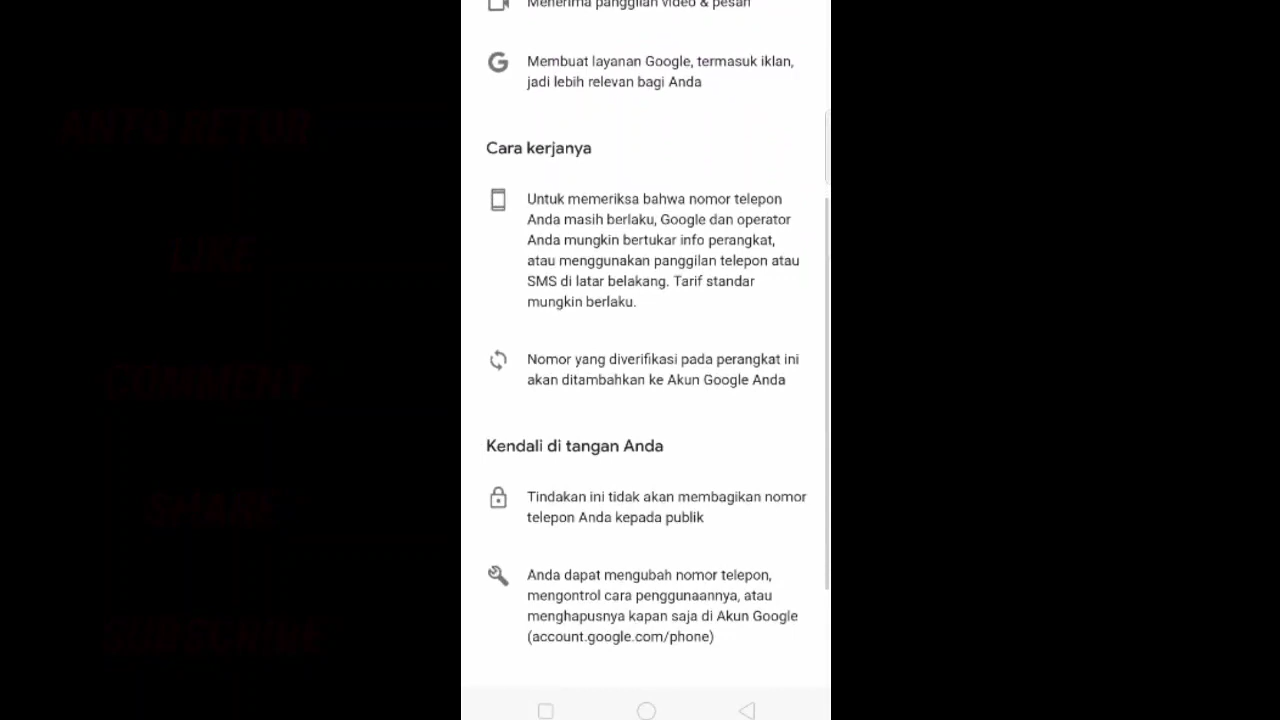 Menerima panggilan video & pesan
Membuat layanan Google, termasuk iklan,
jadi lebih relevan bagi Anda
Cara kerjanya
Untuk memeriksa bahwa nomor telepon
Anda masih berlaku, Google dan operator
Anda mungkin bertukar info perangkat,
atau menggunakan panggilan telepon atau
SMS di latar belakang. Tarif standar
mungkin berlaku.
Nomor yang diverifikasi pada perangkat ini
akan ditambahkan ke Akun Google Anda
Kendali di tangan Anda
Tindakan ini tidak akan membagikan nomor
telepon Anda kepada publik
Anda dapat mengubah nomor telepon,
mengontrol cara penggunaannya, atau
menghapusnya kapan saja di Akun Google
(account.google.com/phone)
LIKE
COMMENT
SHARE
SUBSCRIBE